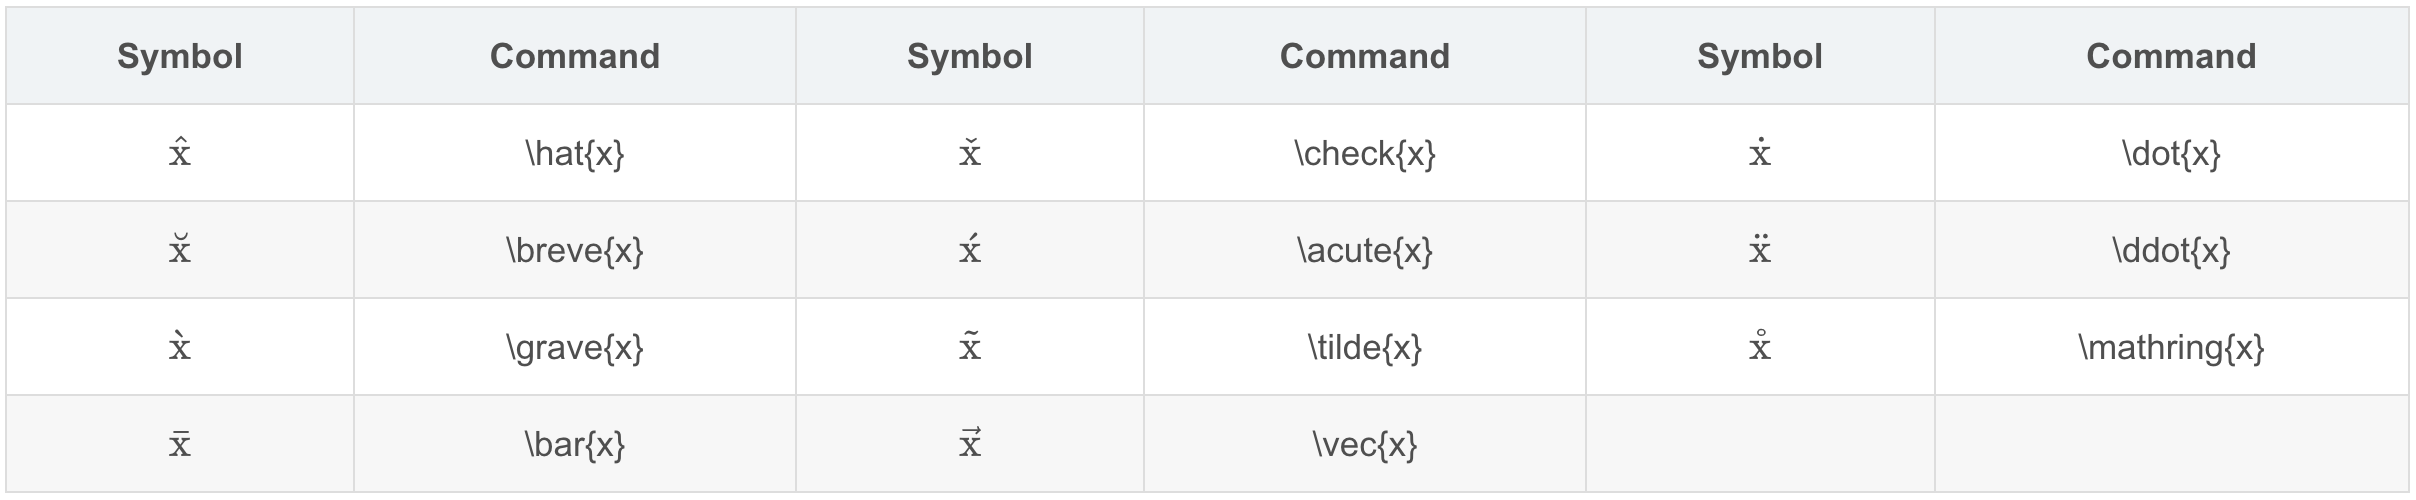 Symbol Command Symbol Command Symbol Command
x̂ \hat{x} x̌ \check{x} ẋ \dot{x}
x̆ \breve{x} x́ \acute{x} ẍ \ddot{x}
x̀ \grave{x} x̃ \tilde{x} x̊ \mathring{x}
x̄ \bar{x} x⃗ \vec{x}